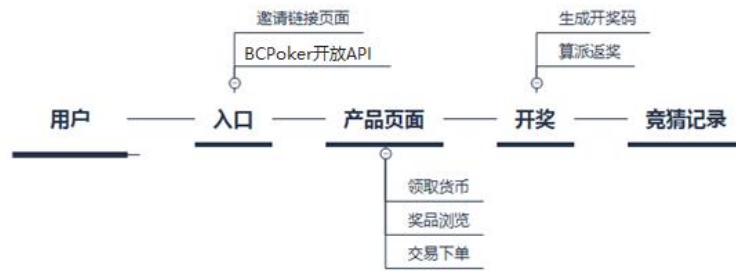 邀请链接页面
生成开奖码
BCPoker开放API
算派返奖
用户
入口
产品页面
开奖
竞猜记录
领取货币
奖品浏览
交易下单